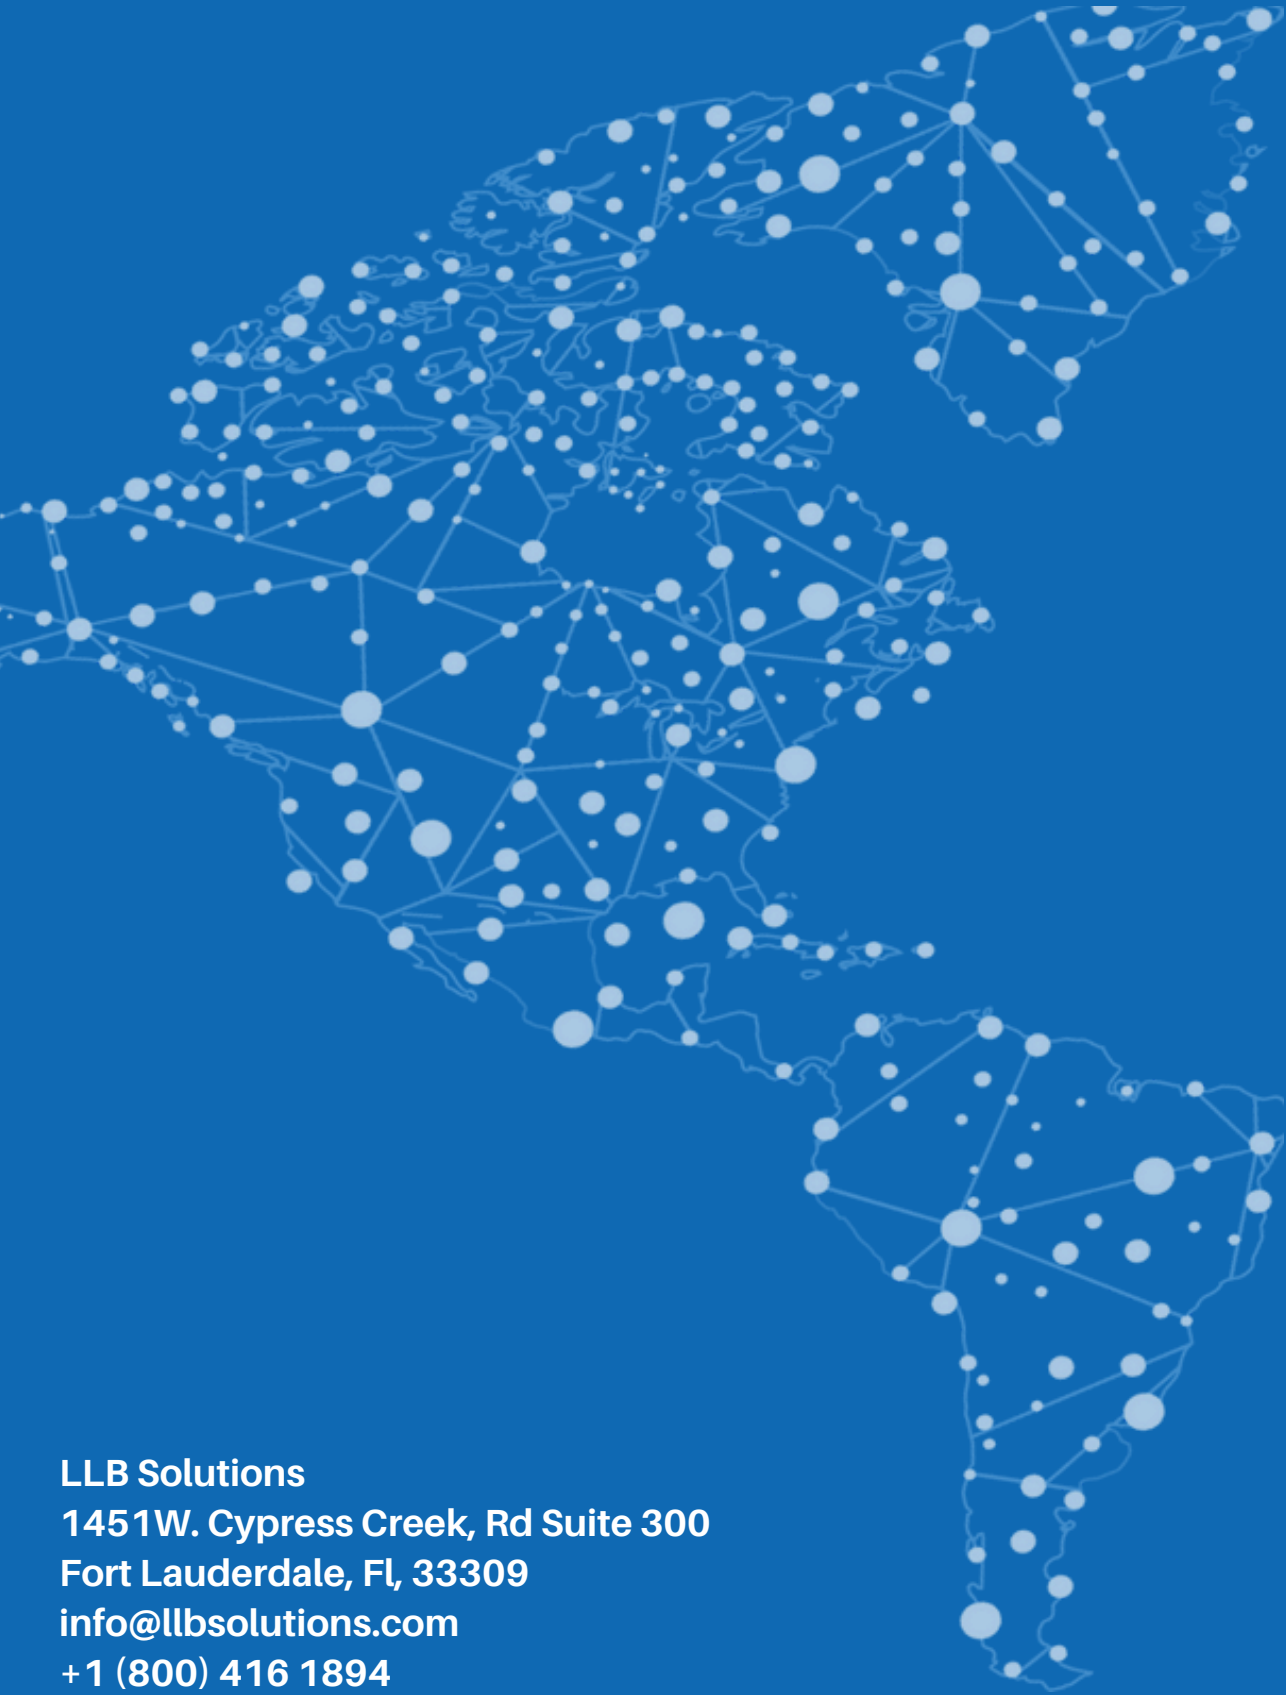 LLB Solutions
1451W. Cypress Creek, Rd Suite 300
Fort Lauderdale, Fl, 33309
info@llbsolutions.com
+1 (800) 416 1894